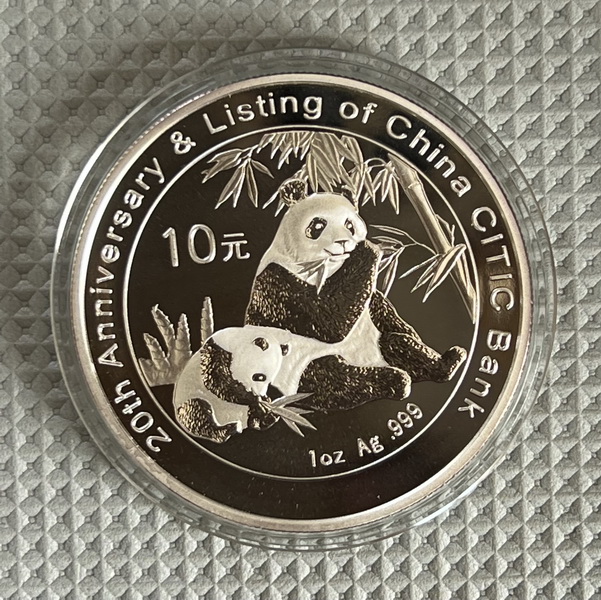 20th Anniversary & Listing of China CITIC Bank
10元
1oz Ag .999